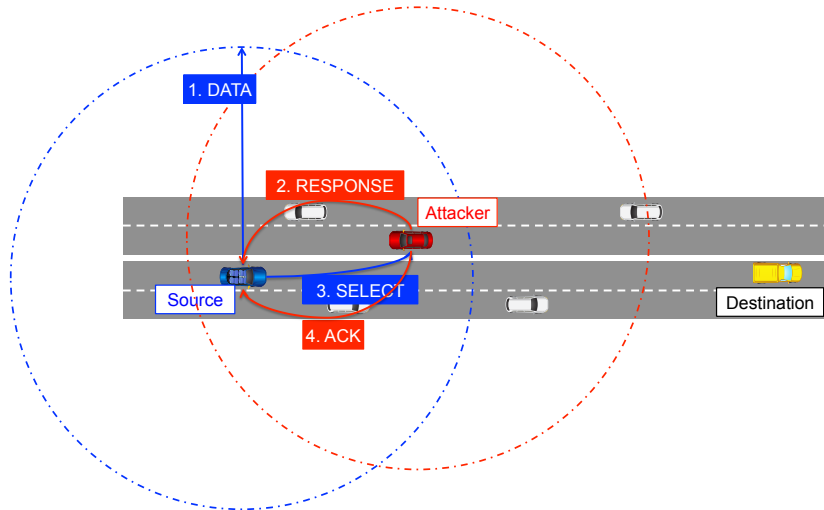 1. DATA
2. RESPONSE
Attacker
3. SELECT
Source
Destination
4. ACK